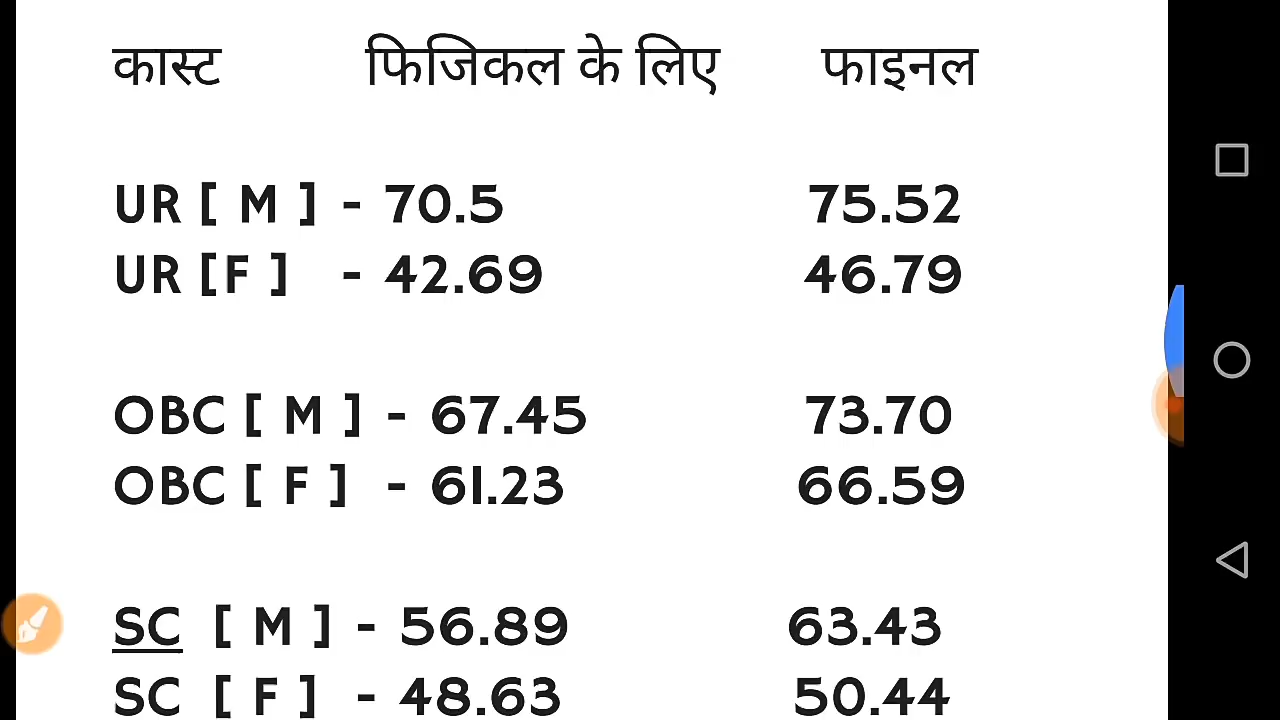 कास्ट फिजिकल के लिए फाइनल
UR [ M ] - 70.5 75.52
UR [F ] - 42.69 46.79
OBC [ M ] - 67.45 73.70
OBC [ F ] - 61.23 66.59
SC [ M ] - 56.89 63.43
SC [ F ] - 48.63 50.44